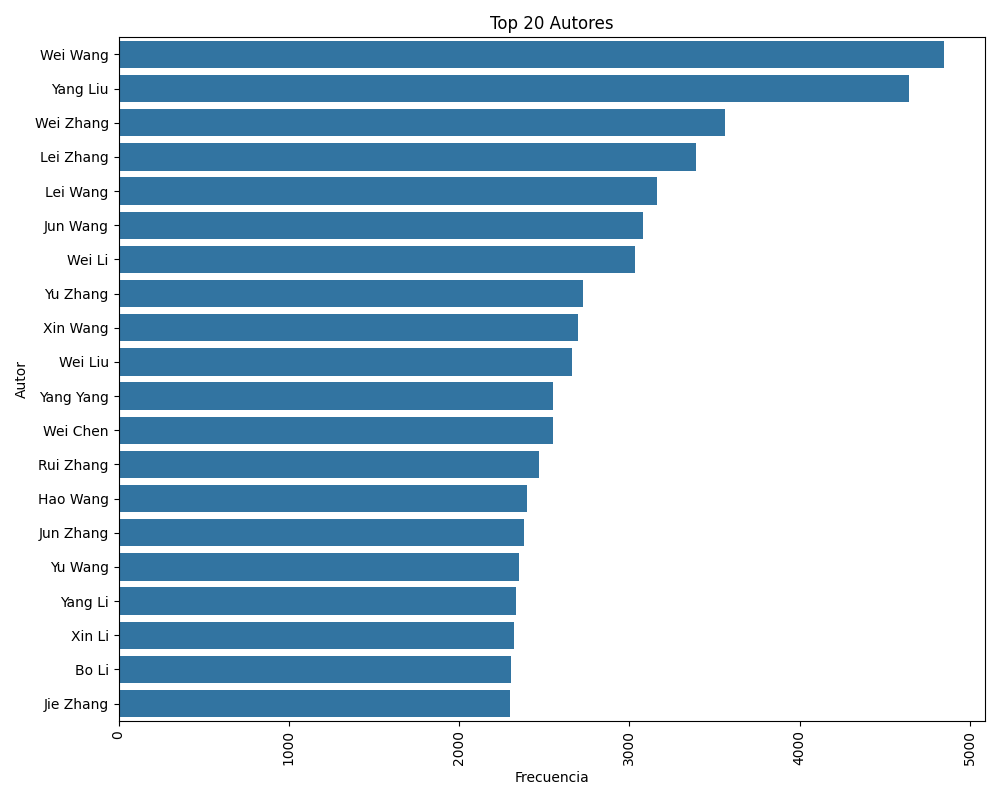 Top 20 Autores
Autor
Wei Wang
Yang Liu
Wei Zhang
Lei Zhang
Lei Wang
Jun Wang
Wei Li
Yu Zhang
Xin Wang
Wei Liu
Yang Yang
Wei Chen
Rui Zhang
Hao Wang
Jun Zhang
Yu Wang
Yang Li
Xin Li
Bo Li
Jie Zhang
0
1000
2000
3000
4000
5000
Frecuencia